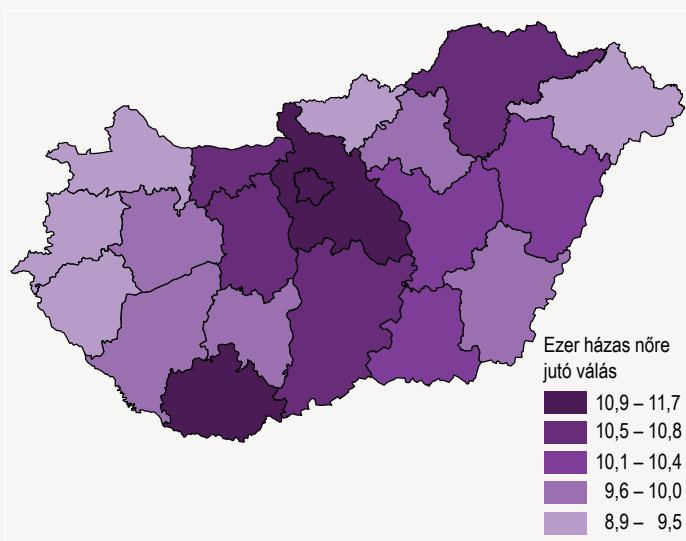 Ezer házas nőre
jutó válás
10,9 – 11,7
10,5 – 10,8
10,1 – 10,4
9,6 – 10,0
8,9 – 9,5